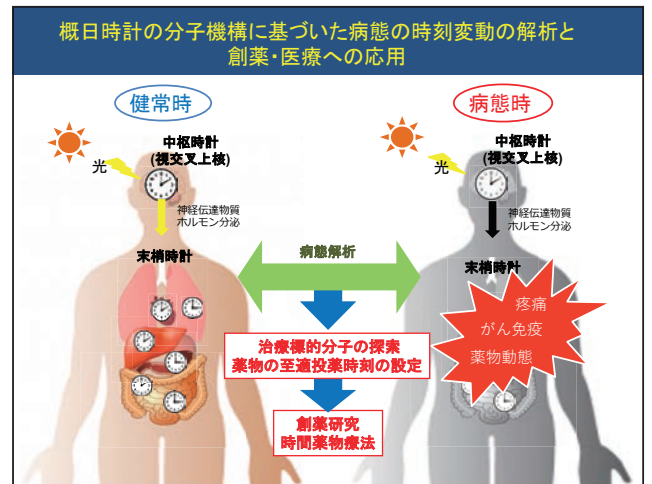 概日時計の分子機構に基づいた病態の時刻変動の解析と
創薬・医療への応用
健常時
光
中枢時計
(視交叉上核)
神経伝達物質
ホルモン分泌
末梢時計
病態解析
治療標的分子の探索
薬物の至適投薬時刻の設定
創薬研究
時間薬物療法
病態時
光
中枢時計
(視交叉上核)
神経伝達物質
ホルモン分泌
末梢時計
疼痛
がん免疫
薬物動態